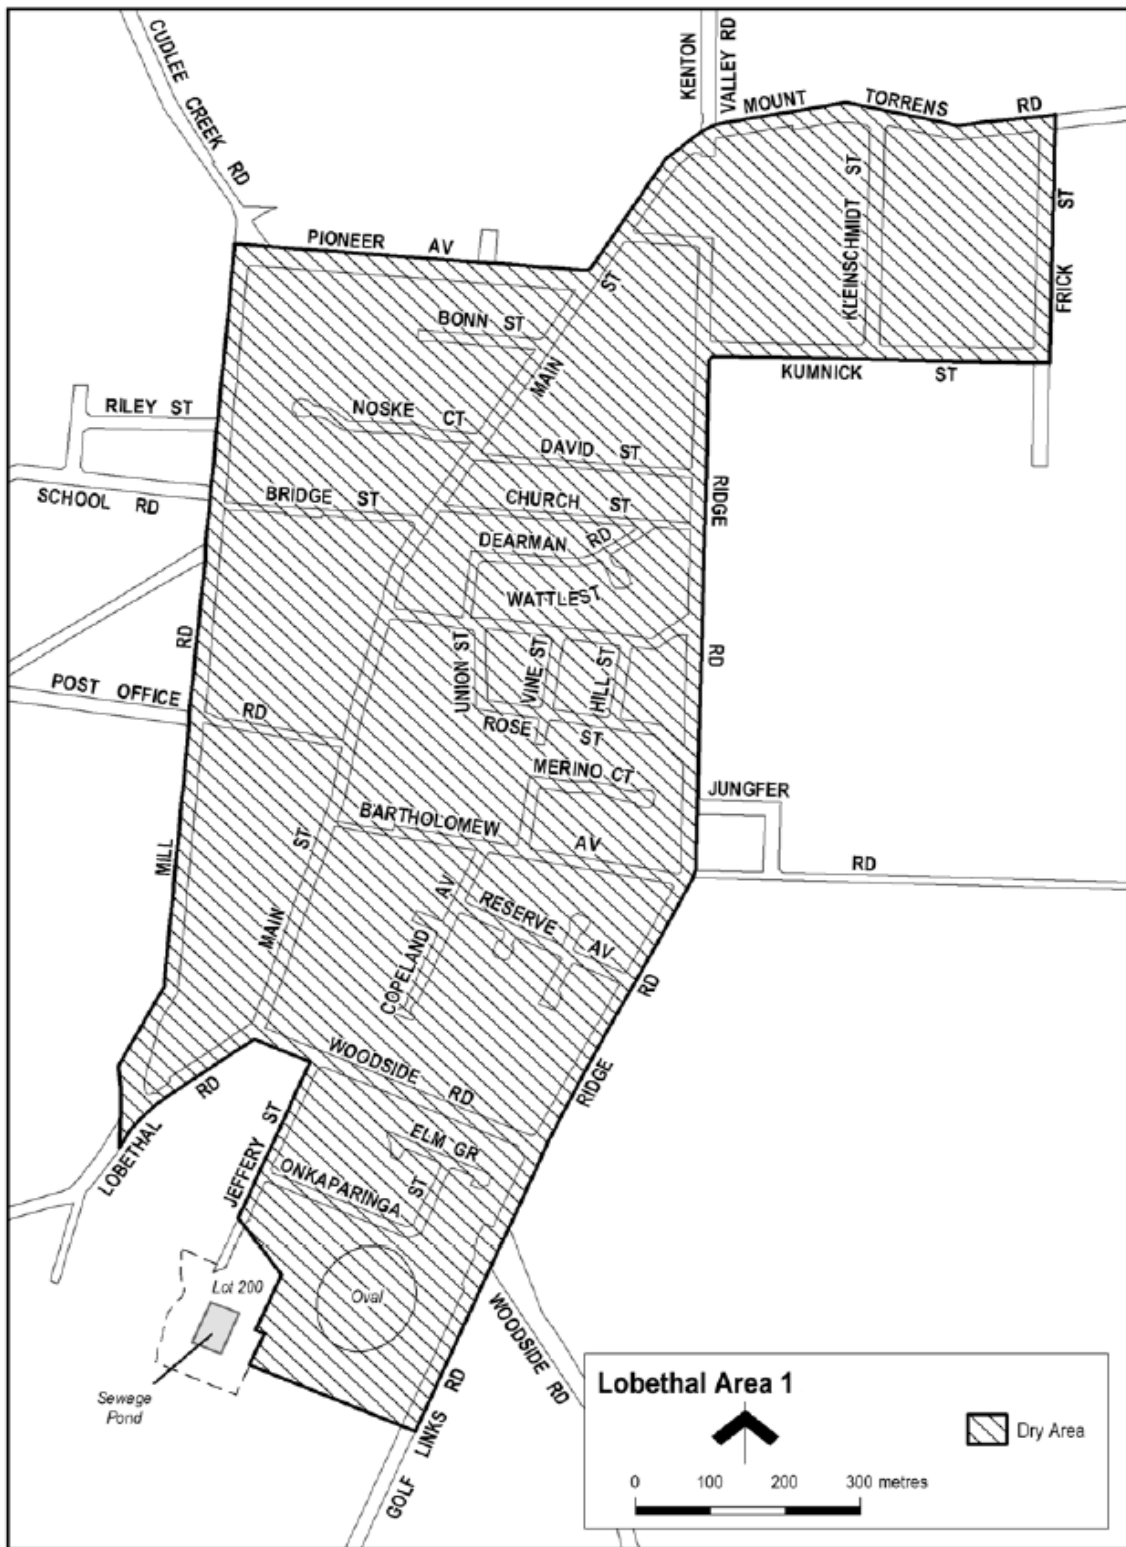 CUDLEE CREEK RD
KENTON
VALLEY RD
MOUNT TORRENS RD
PIONEER AV
KLEINSCHMIDT ST
FRICK ST
BONN ST
MAIN ST
KUMNICK ST
RILEY ST
NOSKE CT
DAVID ST
SCHOOL RD
BRIDGE ST
CHURCH ST
RIDGE RD
DEARMAN RD
WATTLE ST
MILL RD
UNION ST
VINE ST
HILL ST
POST OFFICE RD
ROSE ST
MERINO CT
JUNGFER RD
BARTHOLOMEW AV
MAIN ST
RESERVE AV
COPELAND AV
RIDGE RD
WOODSIDE RD
LOBETHAL RD
JEFFERY ST
ELM GR
ONKAPARINGA ST
Lot 200
Oval
WOODSIDE RD
Sewage
Pond
GOLF LINKS RD
Lobethal Area 1
Dry Area
0 100 200 300 metres